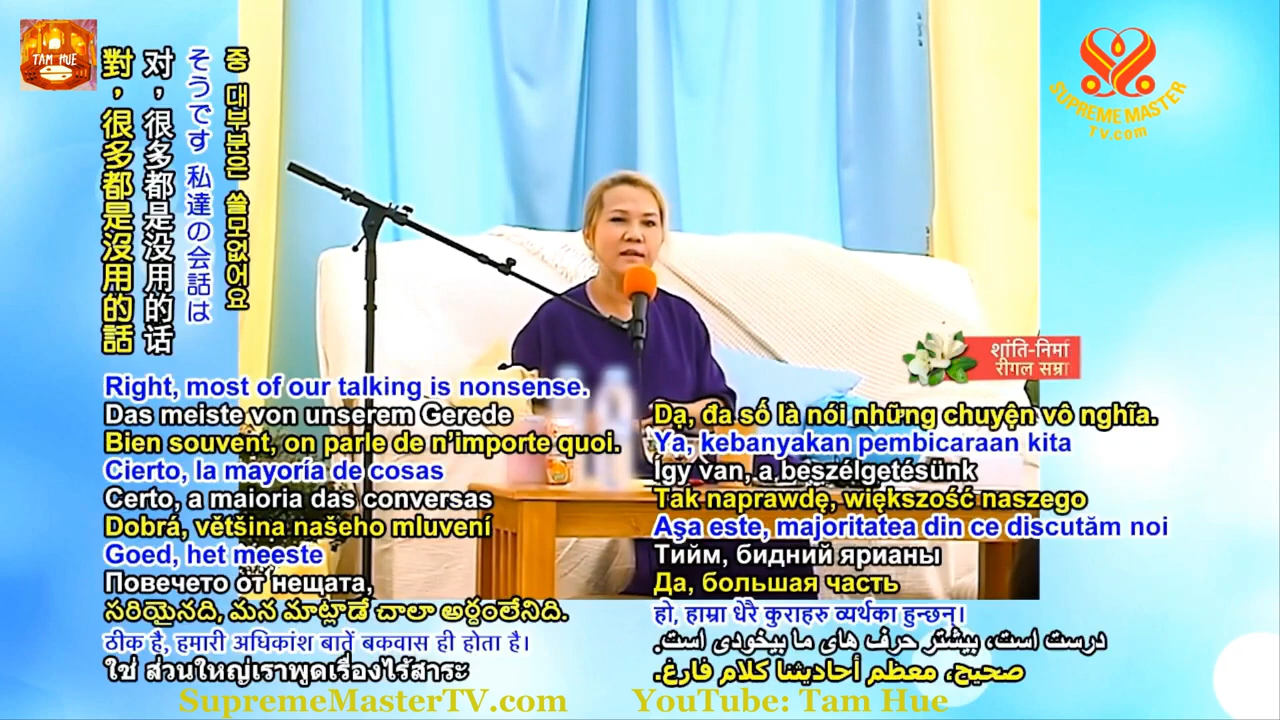 TAM HUE
SUPREME MASTER
TV.com
對，很多都是沒用的話
对，很多都是没用的话
そうです 私達の会話は
중 대부분은 쓸모없어요
शांति-निर्मा
रीगल सम्रा
Right, most of our talking is nonsense.
Das meiste von unserem Gerede
Bien souvent, on parle de n’importe quoi.
Cierto, la mayoría de cosas
Certo, a maioria das conversas
Dobrá, většina našeho mluvení
Goed, het meeste
Повечето от нещата,
సరియైనది, మన మాట్లాడే చాలా అర్ధంలేనిది.
ठीक है, हमारी अधिकांश बातें बकवास ही होता है।
ใช่ ส่วนใหญ่เราพูดเรื่องไร้สาระ
Dạ, đa số là nói những chuyện vô nghĩa.
Ya, kebanyakan pembicaraan kita
Így van, a beszélgetésünk
Tak naprawdę, większość naszego
Aşa este, majoritatea din ce discutăm noi
Тийм, бидний ярианы
Да, большая часть
हो, हाम्रा धेरै कुराहरु व्यर्थका हुन्छन्।
درست است، بیشتر حرف های ما بیخودی است.
صحيح، معظم أحاديثنا كلام فارغ.
SupremeMasterTV.com
YouTube: Tam Hue